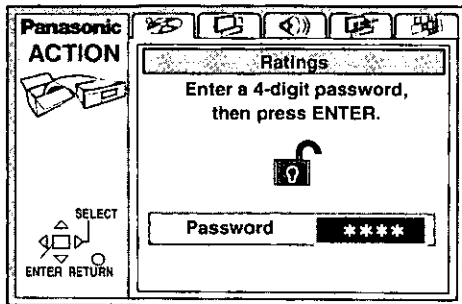 Panasonic
ACTION
Ratings
Enter a 4-digit password,
then press ENTER.
Password ****
SELECT
ENTER RETURN